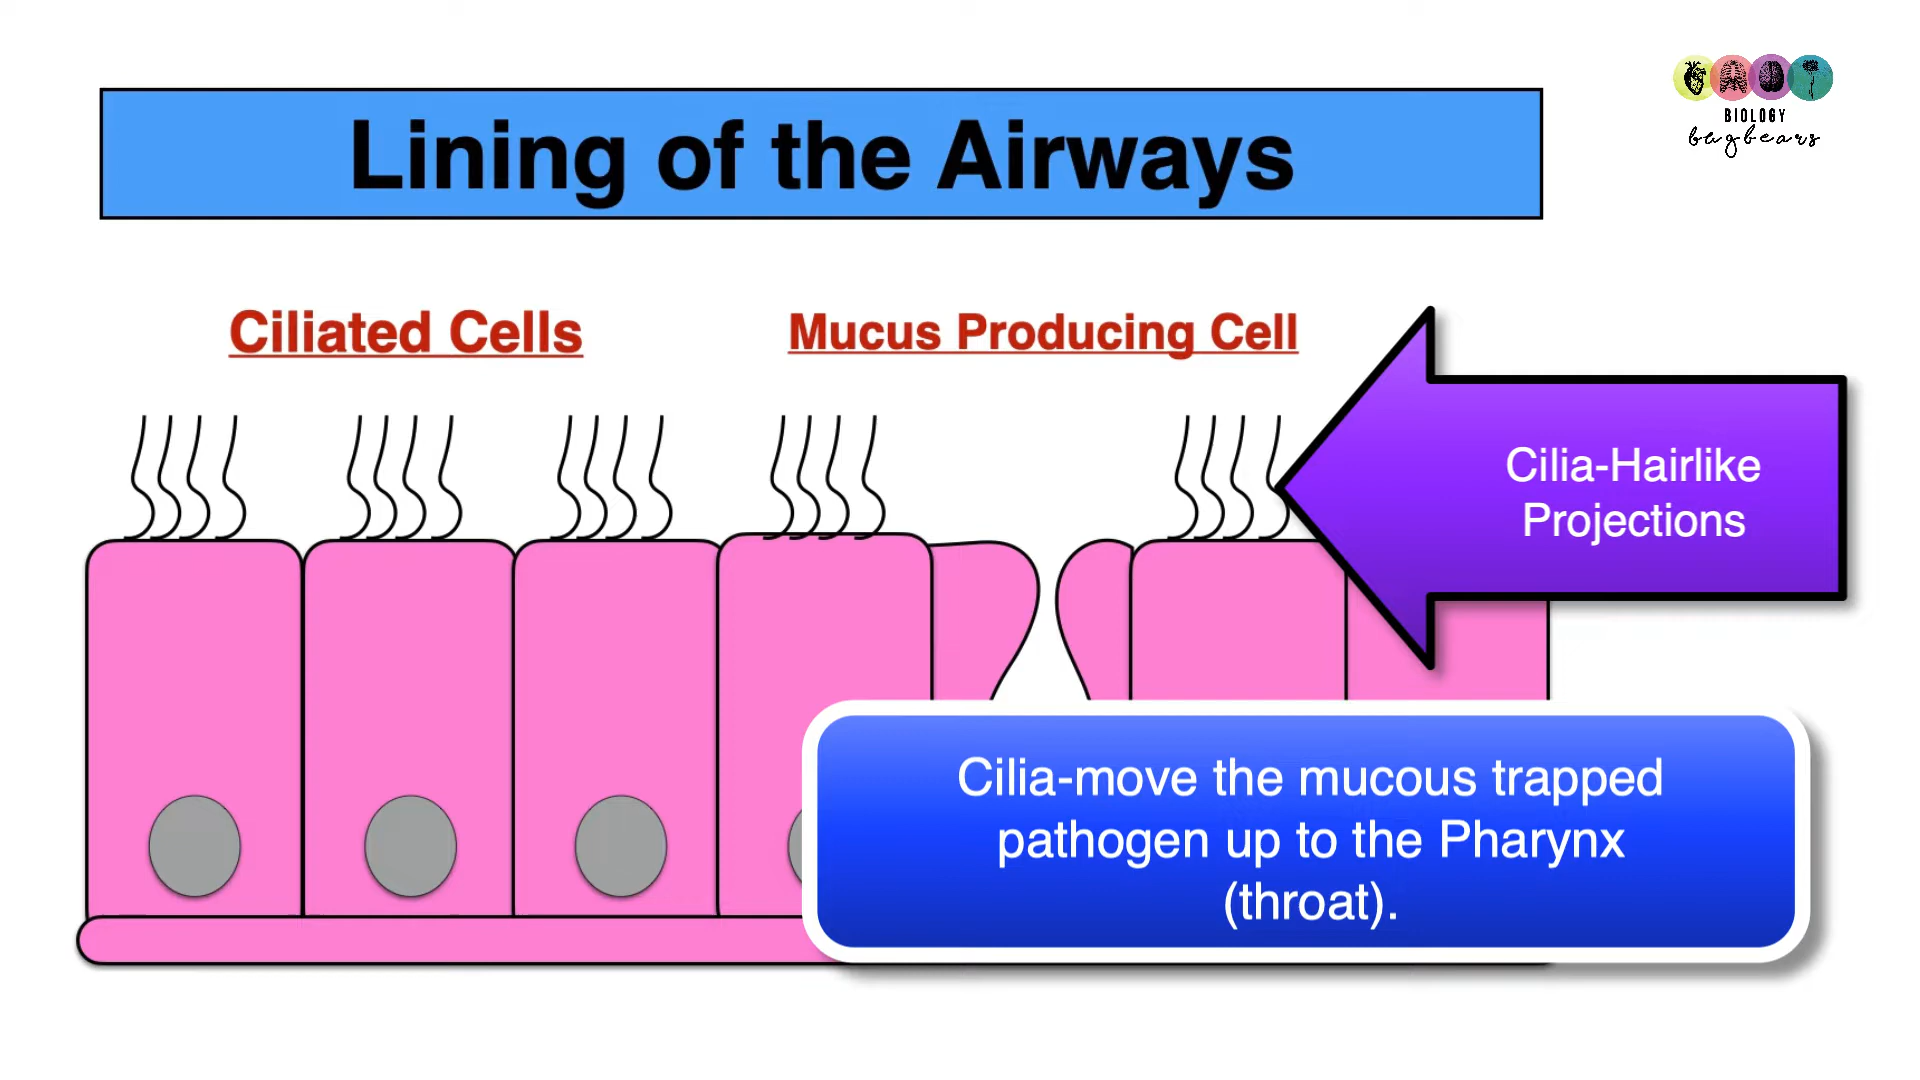 BIOLOGY
bugbears
Lining of the Airways
Ciliated Cells
Mucus Producing Cell
Cilia-Hairlike
Projections
Cilia-move the mucous trapped
pathogen up to the Pharynx
(throat).